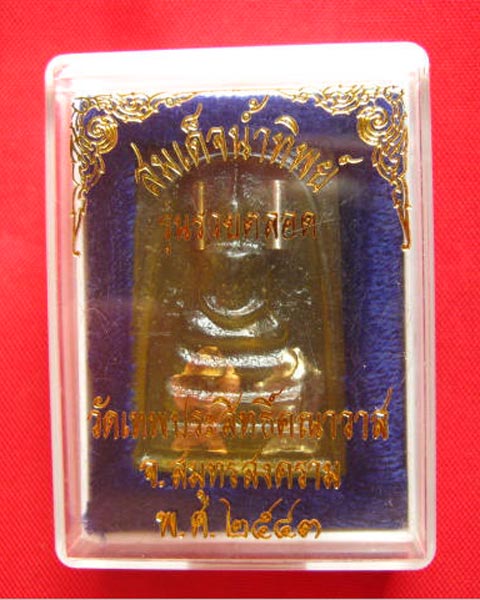 สมเด็จน้ำทิพย์
รุ่นรวยตลอด
วัดเทพประสิทธิ์คณาวาส
จ.สมุทรสงคราม
พ.ศ.๒๕๔๓